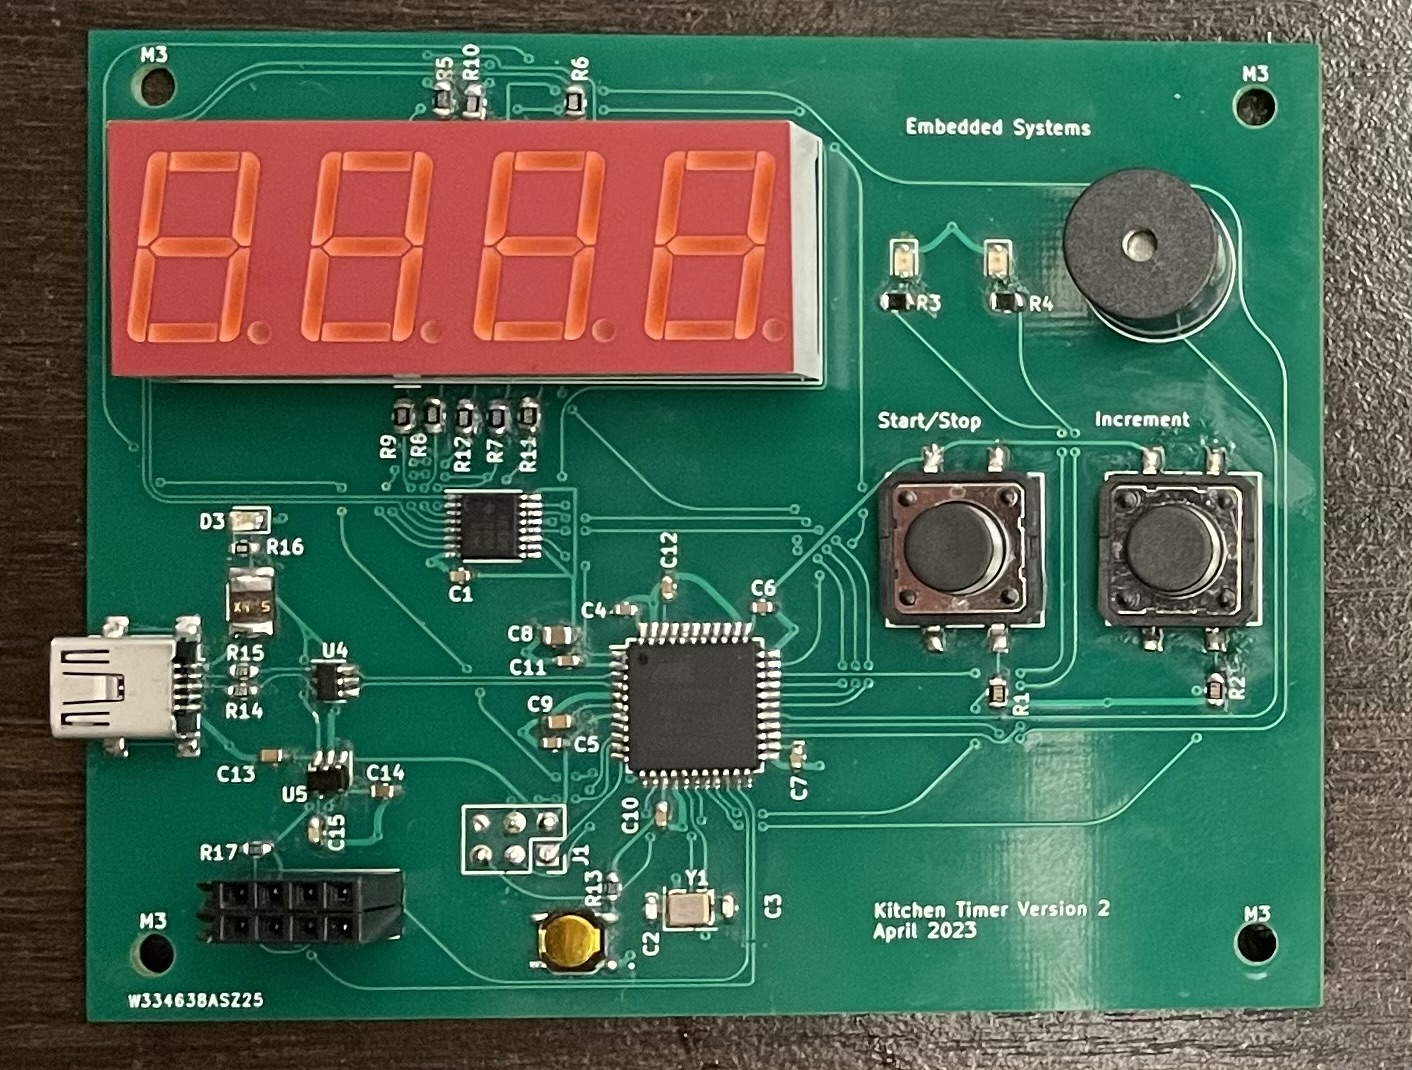 M3
R5
R10
R6
M3
Embedded Systems
R3
R4
Start/Stop
Increment
R9
R8
R12
R7
R11
D3
R16
C1
C12
C4
C6
C8
C11
R15
U4
R14
C9
C5
R1
R2
C13
U5
C14
C7
C10
C15
R17
J1
R13
Y1
C2
C3
Kitchen Timer Version 2
April 2023
M3
M3
W334638ASZ25